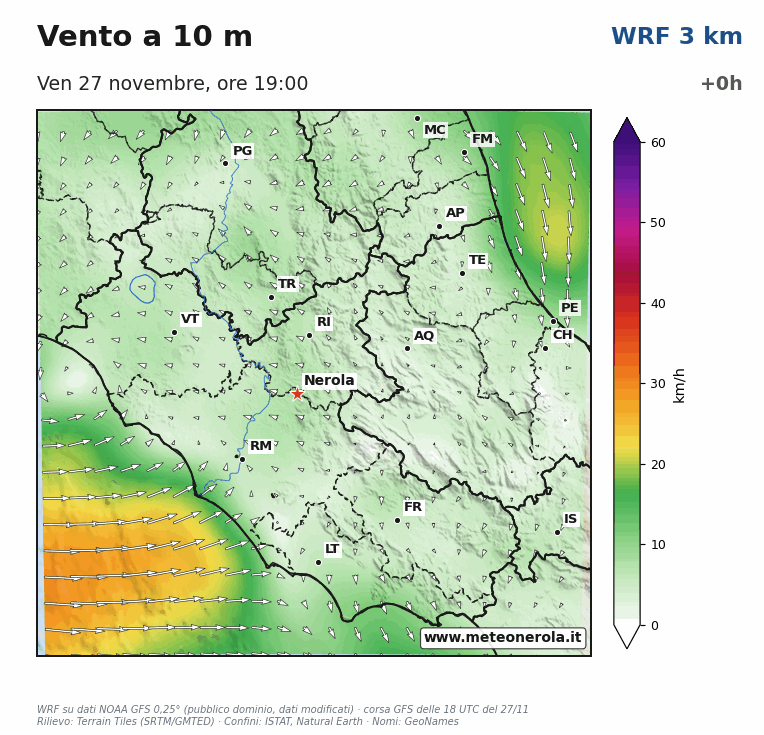 Vento a 10 m
WRF 3 km
Ven 27 novembre, ore 19:00
+0h
MC
FM
PG
AP
TE
TR
PE
VT
RI
CH
AQ
Nerola
RM
FR
IS
LT
www.meteonerola.it
60
50
40
30
20
10
0
km/h
WRF su dati NOAA GFS 0,25° (pubblico dominio, dati modificati) · corsa GFS delle 18 UTC del 27/11
Rilievo: Terrain Tiles (SRTM/GMTED) · Confini: ISTAT, Natural Earth · Nomi: GeoNames